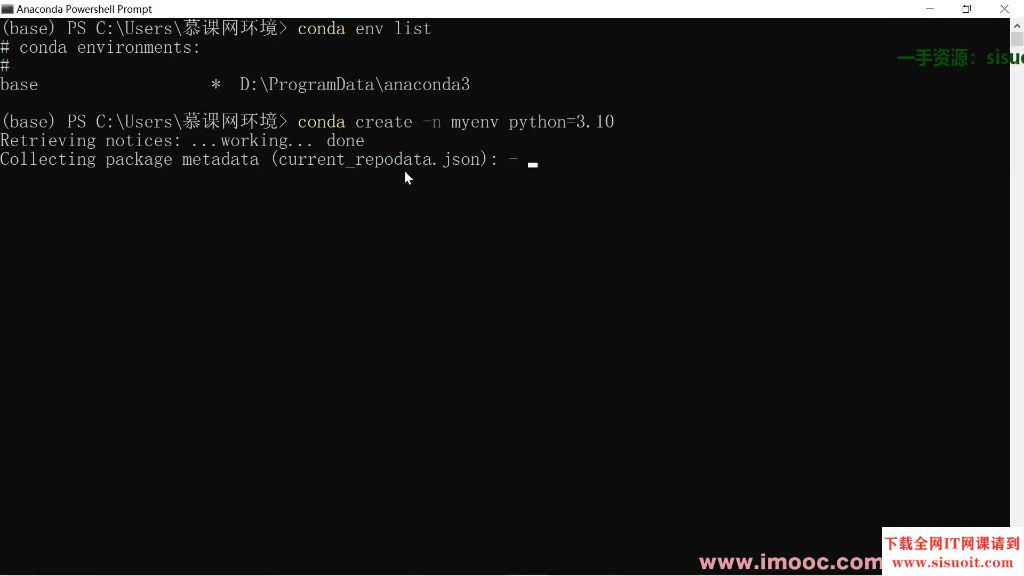 Anaconda Powershell Prompt
(base) PS C:\Users\慕课网环境> conda env list
# conda environments:
#
base                  *  D:\ProgramData\anaconda3
(base) PS C:\Users\慕课网环境> conda create -n myenv python=3.10
Retrieving notices: ...working... done
Collecting package metadata (current_repodata.json): -
一手资源：sisuo
下载全网IT网课请到
www.imooc.com
www.sisuoit.com